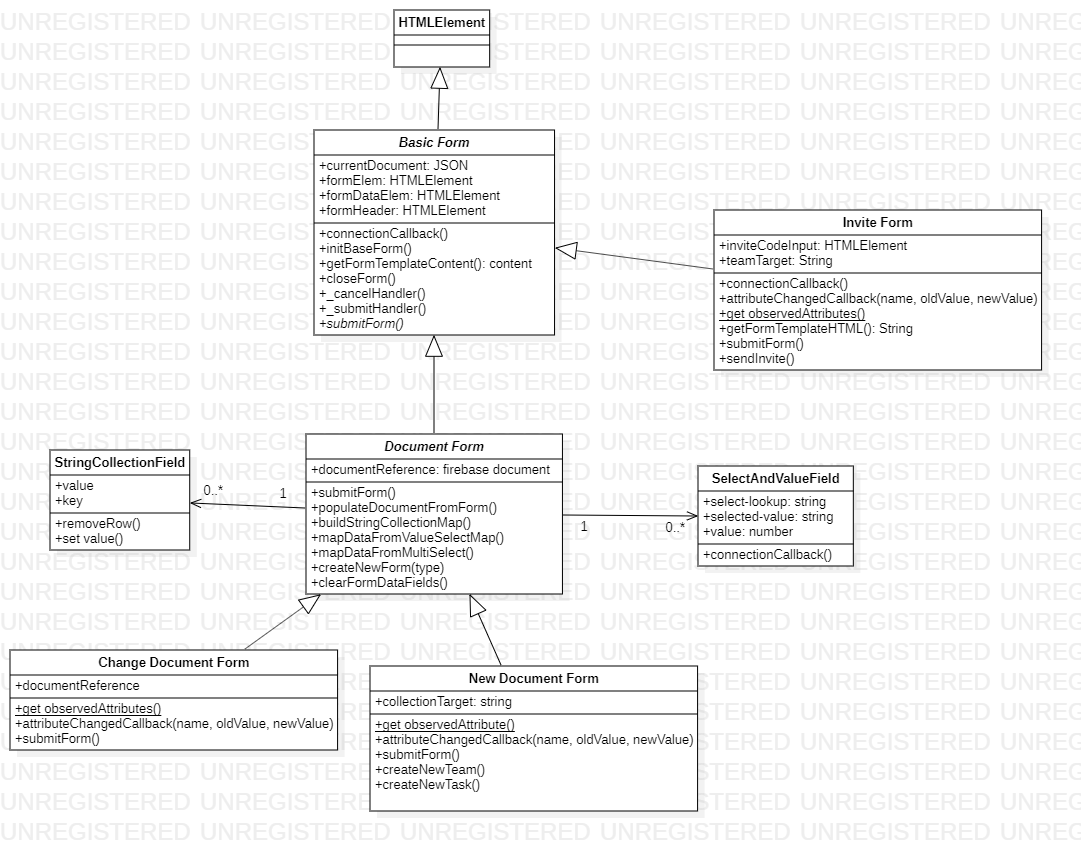 HTMLElement
Basic Form
+currentDocument: JSON
+formElem: HTMLElement
+formDataElem: HTMLElement
+formHeader: HTMLElement
+connectionCallback()
+initBaseForm()
+getFormTemplateContent(): content
+closeForm()
+_cancelHandler()
+_submitHandler()
+submitForm()
Invite Form
+inviteCodeInput: HTMLElement
+teamTarget: String
+connectionCallback()
+attributeChangedCallback(name, oldValue, newValue)
+get observedAttributes()
+getFormTemplateHTML(): String
+submitForm()
+sendInvite()
StringCollectionField
+value
+key
+removeRow()
+set value()
0..*
1
Document Form
+documentReference: firebase document
+submitForm()
+populateDocumentFromForm()
+buildStringCollectionMap()
+mapDataFromValueSelectMap()
+mapDataFromMultiSelect()
+createNewForm(type)
+clearFormDataFields()
1
0..*
SelectAndValueField
+select-lookup: string
+selected-value: string
+value: number
+connectionCallback()
Change Document Form
+documentReference
+get observedAttributes()
+attributeChangedCallback(name, oldValue, newValue)
+submitForm()
New Document Form
+collectionTarget: string
+get observedAttribute()
+attributeChangedCallback(name, oldValue, newValue)
+submitForm()
+createNewTeam()
+createNewTask()
UNREGISTERED